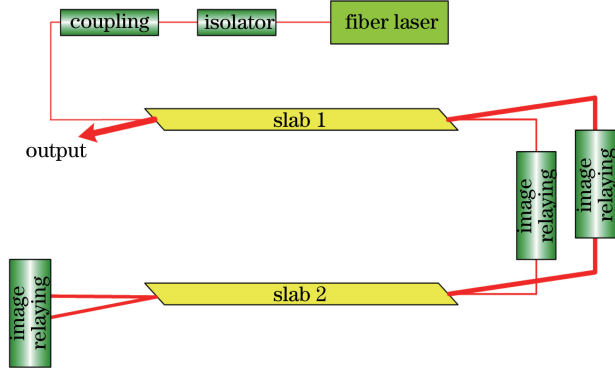 coupling
isolator
fiber laser
slab 1
output
image
relaying
image
relaying
slab 2
image
relaying